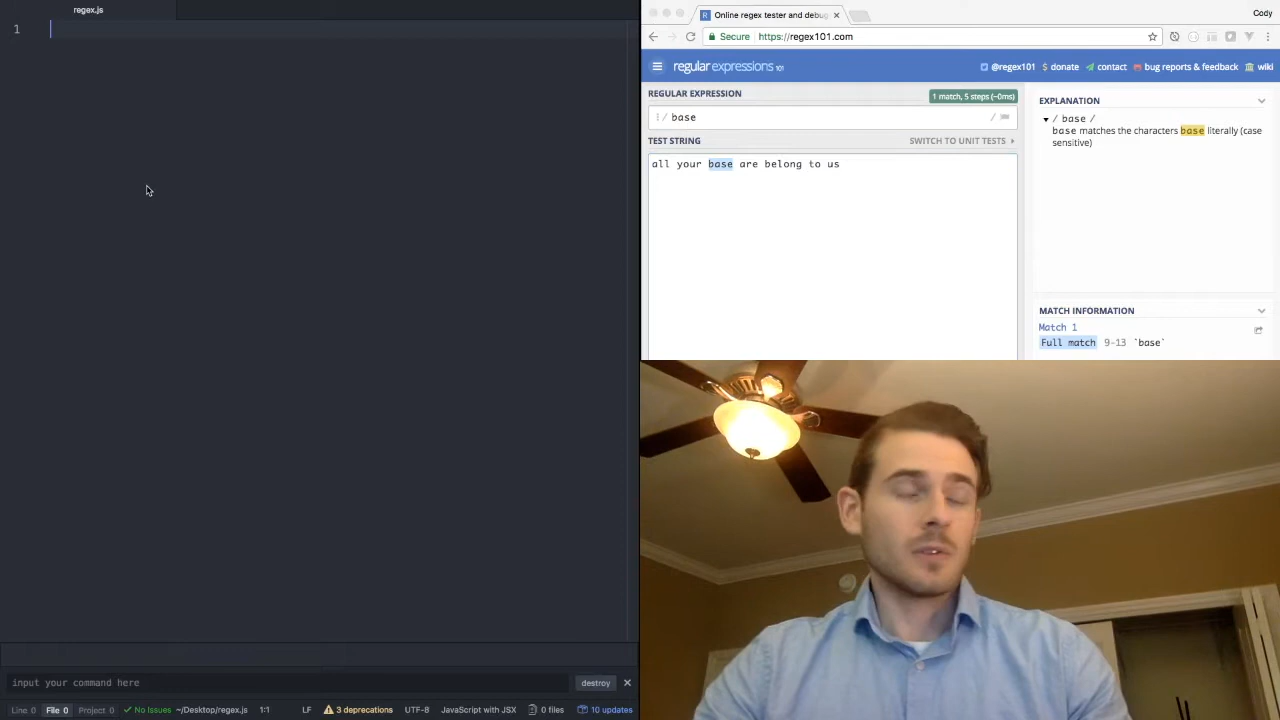 regex.js
1
input your command here
destroy
Line 0 File 0 Project 0 No Issues ~/Desktop/regex.js 1:1 LF 3 deprecations UTF-8 JavaScript with JSX 0 files 10 updates
Online regex tester and debug
Cody
Secure https://regex101.com
regular expressions 101
@regex101 donate contact bug reports & feedback wiki
REGULAR EXPRESSION
1 match, 5 steps (~0ms)
/ base /
TEST STRING
SWITCH TO UNIT TESTS
all your base are belong to us
EXPLANATION
/ base /
base matches the characters base literally (case
sensitive)
MATCH INFORMATION
Match 1
Full match 9-13 `base`